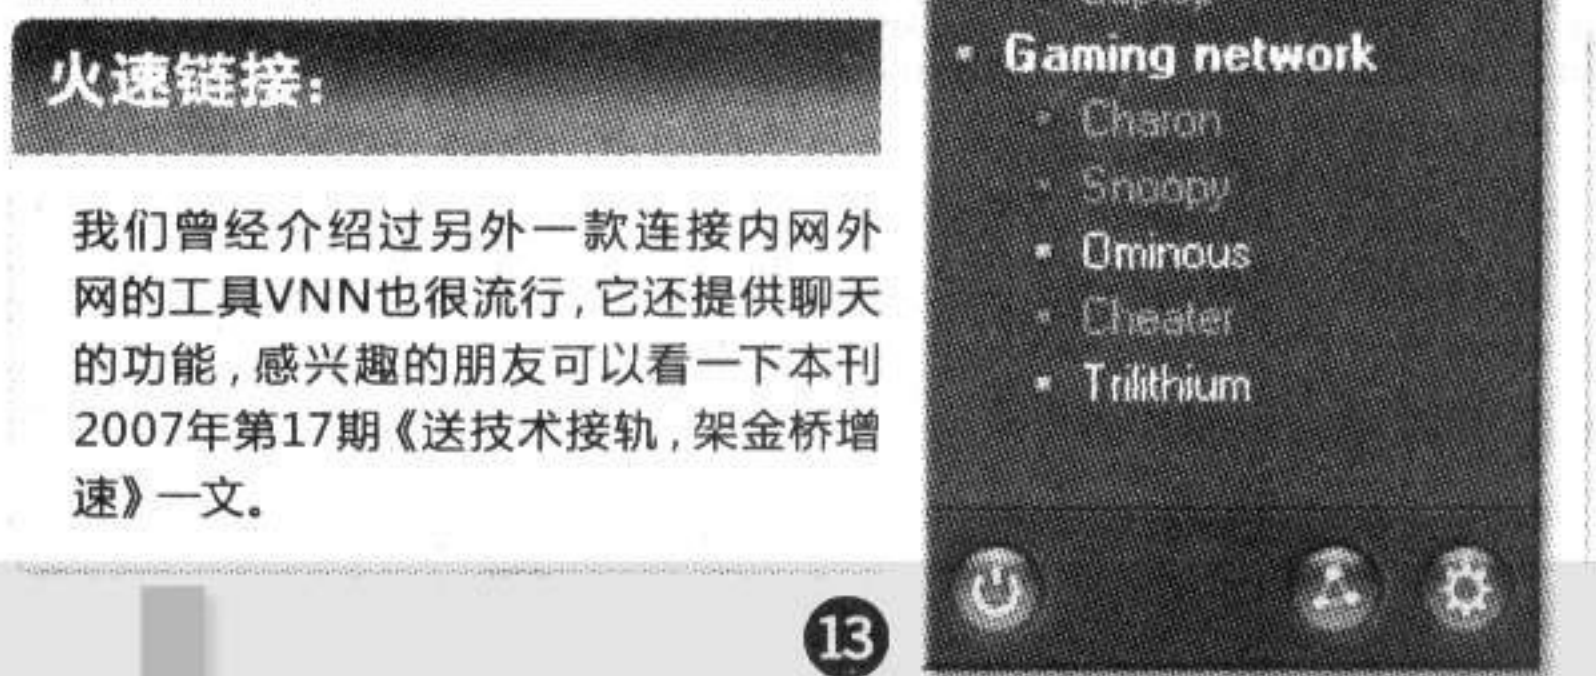 火速链接：
我们曾经介绍过另外一款连接内网外
网的工具VNN也很流行，它还提供聊天
的功能，感兴趣的朋友可以看一下本刊
2007年第17期《送技术接轨，架金桥增
速》一文。
13
Gaming network
Charon
Snoopy
Ominous
Cheater
Trilithium